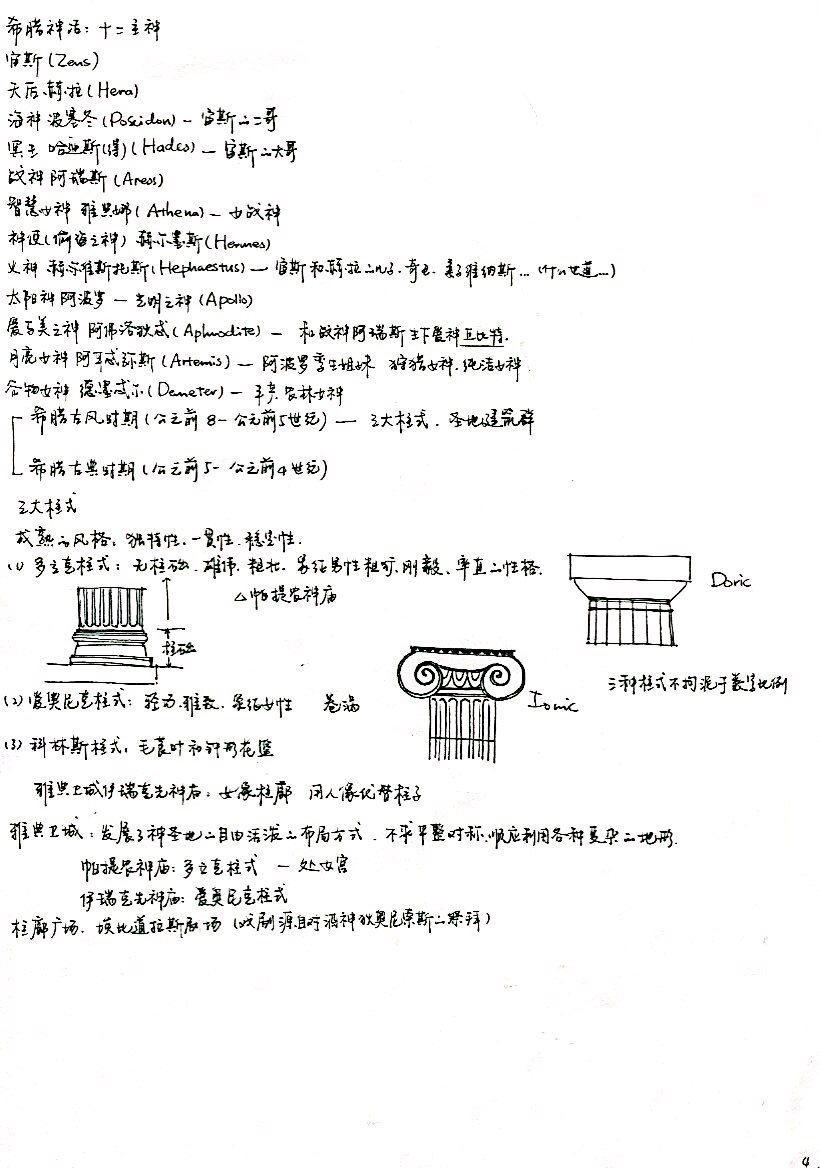 希腊神话：十二主神
宙斯(Zeus)
天后.赫拉(Hera)
海神 波塞冬(Poseidon) — 宙斯的二哥
冥王 哈迪斯(得)(Hades) — 宙斯的大哥
战神 阿瑞斯(Areos)
智慧女神 雅典娜(Athena) — 女战神
神使(偷盗之神) 赫尔墨斯(Hermes)
火神 赫尔维斯托斯(Hephaestus) — 宙斯和赫拉的儿子.奇丑.妻子维纳斯…
太阳神 阿波罗 — 光明之神(Apollo)
爱与美之神 阿佛洛狄忒(Aphrodite) — 和战神阿瑞斯生下爱神丘比特.
月亮女神 阿耳忒弥斯(Artemis) — 阿波罗孪生姐妹 狩猎女神.纯洁女神
谷物女神 德墨忒尔(Demeter) — 丰产.农林女神
希腊古风时期(公元前8-公元前5世纪) — 三大柱式.圣地建筑群
希腊古典时期(公元前5-公元前4世纪)
三大柱式
成熟的风格：独特性.一贯性.稳定性.
(1) 多立克柱式：无柱础.雄伟.粗壮.象征男性粗犷.刚毅、率直的性格.
△帕提农神庙
柱础
Doric
Ionic
三种柱式不拘泥于数学比例
(2) 爱奥尼克柱式：轻巧.雅致.象征女性 卷涡
(3) 科林斯柱式：毛茛叶和钟形花篮
雅典卫城伊瑞克先神庙：女像柱廊 用人像代替柱子
雅典卫城：发展了神圣地的自由活泼的布局方式.不求平整对称.顺应利用各种复杂的地形.
帕提农神庙：多立克柱式 — 处女宫
伊瑞克先神庙：爱奥尼克柱式
柱廊广场.埃比道拉斯剧场(戏剧源自对酒神狄奥尼索斯的祭拜)
4